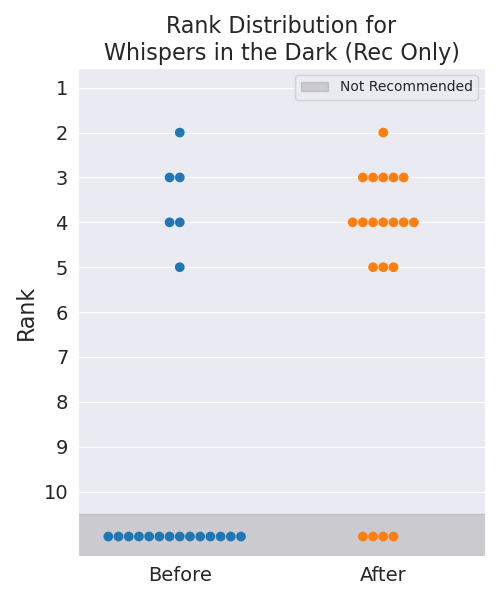 Rank Distribution for
Whispers in the Dark (Rec Only)
Not Recommended
1
2
3
4
5
6
7
8
9
10
Rank
Before
After